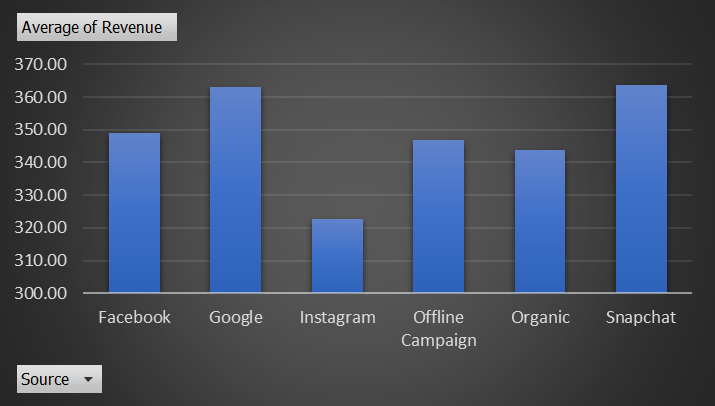 Average of Revenue
370.00
360.00
350.00
340.00
330.00
320.00
310.00
300.00
Facebook Google Instagram Offline Campaign Organic Snapchat
Source